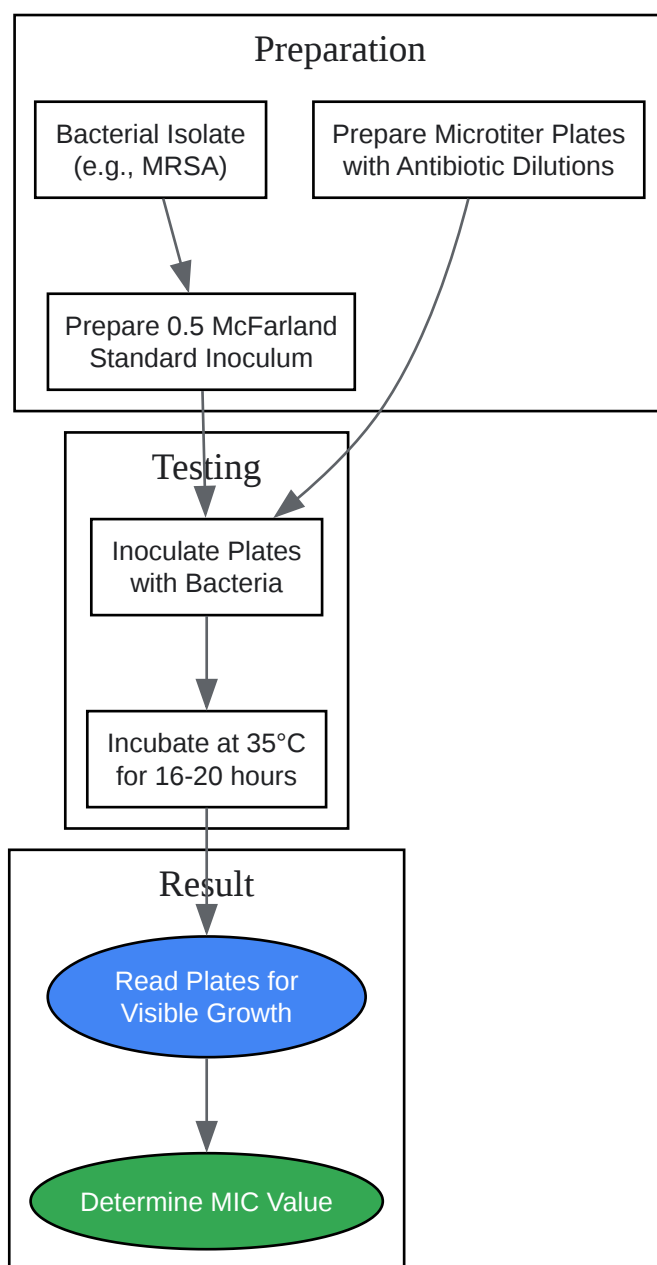 Preparation
Bacterial Isolate
(e.g., MRSA)
Prepare Microtiter Plates
with Antibiotic Dilutions
Prepare 0.5 McFarland
Standard Inoculum
Testing
Inoculate Plates
with Bacteria
Incubate at 35°C
for 16-20 hours
Result
Read Plates for
Visible Growth
Determine MIC Value